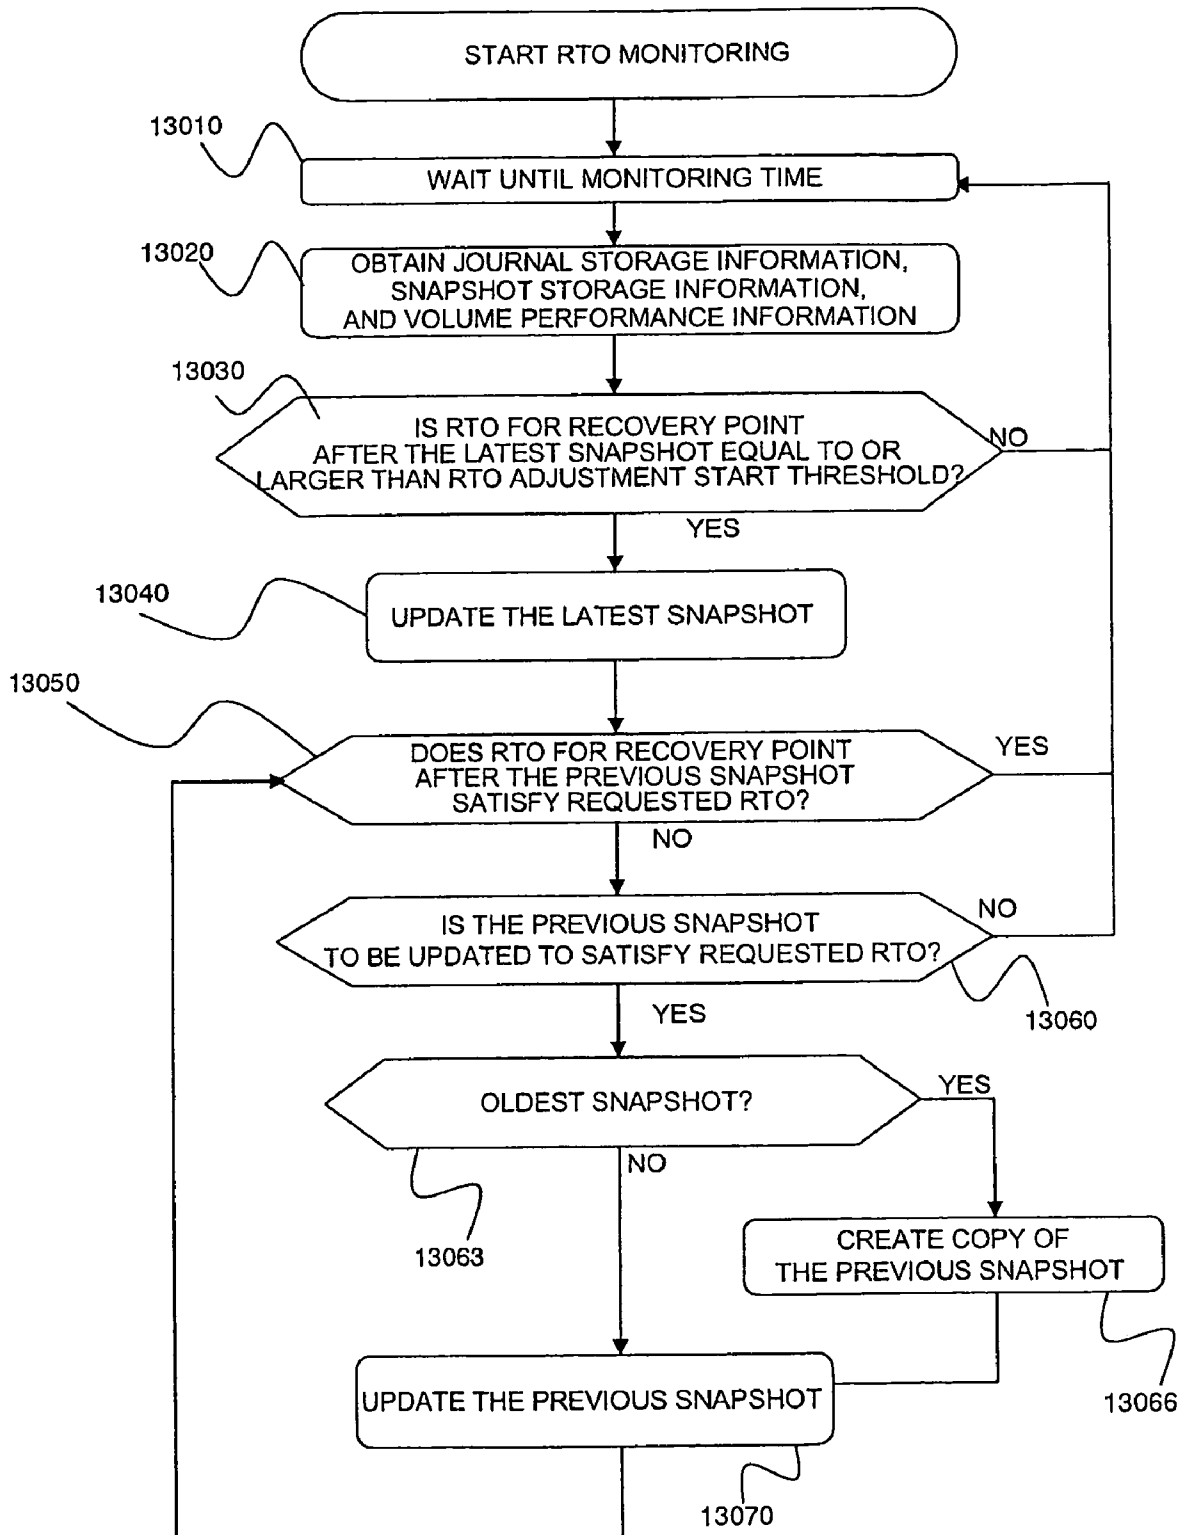 START RTO MONITORING
13010
WAIT UNTIL MONITORING TIME
13020
OBTAIN JOURNAL STORAGE INFORMATION,
SNAPSHOT STORAGE INFORMATION,
AND VOLUME PERFORMANCE INFORMATION
13030
IS RTO FOR RECOVERY POINT
AFTER THE LATEST SNAPSHOT EQUAL TO OR
LARGER THAN RTO ADJUSTMENT START THRESHOLD?
NO
YES
13040
UPDATE THE LATEST SNAPSHOT
13050
DOES RTO FOR RECOVERY POINT
AFTER THE PREVIOUS SNAPSHOT
SATISFY REQUESTED RTO?
YES
NO
IS THE PREVIOUS SNAPSHOT
TO BE UPDATED TO SATISFY REQUESTED RTO?
NO
YES
13060
OLDEST SNAPSHOT?
YES
NO
13063
CREATE COPY OF
THE PREVIOUS SNAPSHOT
13066
UPDATE THE PREVIOUS SNAPSHOT
13070